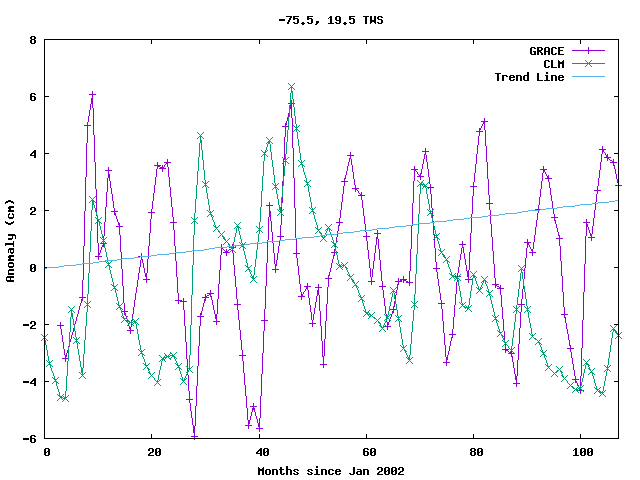 -75.5, 19.5 TWS
GRACE
CLM
Trend Line
8
6
4
2
0
-2
-4
-6
Anomaly (cm)
0 20 40 60 80 100
Months since Jan 2002